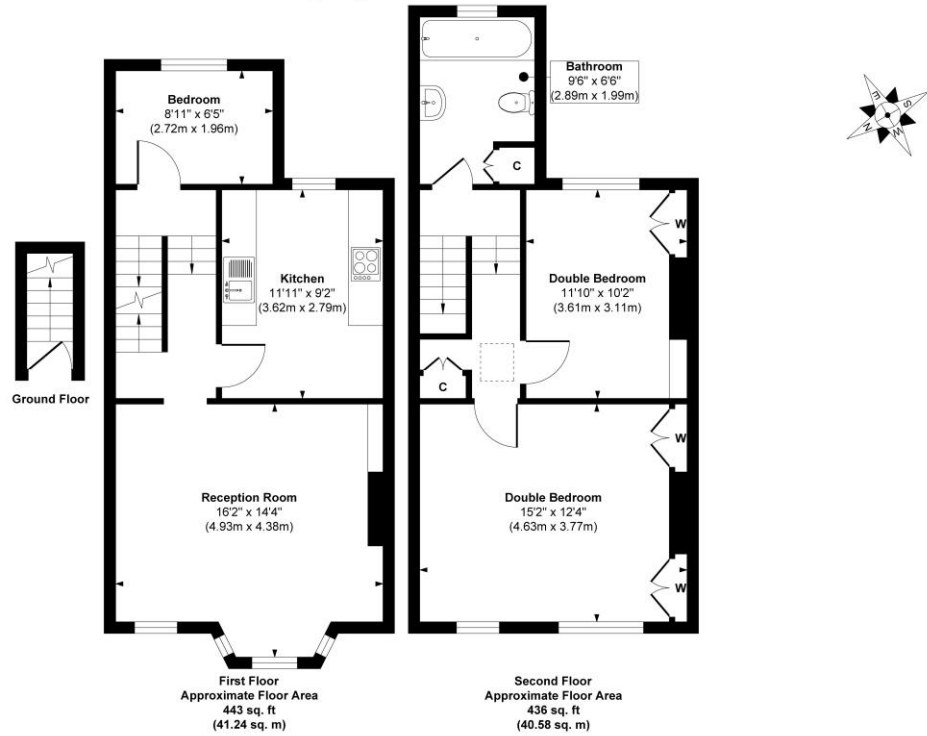 Bedroom
8'11" x 6'5"
(2.72m x 1.96m)
Bathroom
9'6" x 6'6"
(2.89m x 1.99m)
C
E
S
N
W
Kitchen
11'11" x 9'2"
(3.62m x 2.79m)
W
Double Bedroom
11'10" x 10'2"
(3.61m x 3.11m)
Ground Floor
C
Reception Room
16'2" x 14'4"
(4.93m x 4.38m)
W
Double Bedroom
15'2" x 12'4"
(4.63m x 3.77m)
W
First Floor
Approximate Floor Area
443 sq. ft
(41.24 sq. m)
Second Floor
Approximate Floor Area
436 sq. ft
(40.58 sq. m)